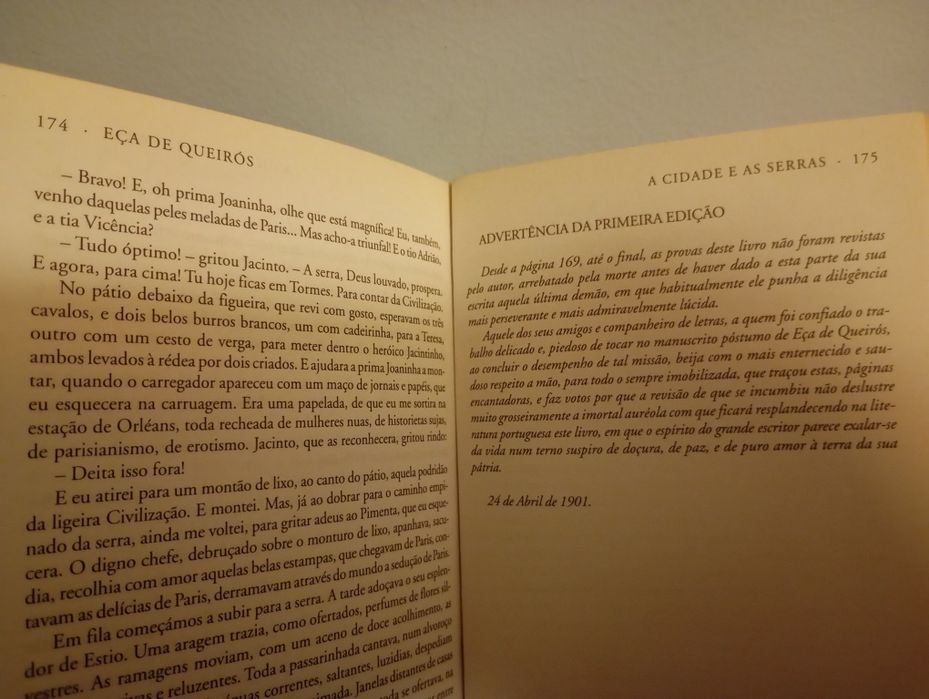 174 · EÇA DE QUEIRÓS
– Bravo! E, oh prima Joaninha, olhe que está magnífica! Eu, também,
venho daquelas peles meladas de Paris... Mas acho-a triunfal! E o tio Adrião,
e a tia Vicência?
– Tudo óptimo! – gritou Jacinto. – A serra, Deus louvado, prospera.
E agora, para cima! Tu hoje ficas em Tormes. Para contar da Civilização.
No pátio debaixo da figueira, que revi com gosto, esperavam os três
cavalos, e dois belos burros brancos, um com cadeirinha, para a Teresa,
outro com um cesto de verga, para meter dentro o heróico Jacintinho,
ambos levados à rédea por dois criados. E ajudara a prima Joaninha a mon-
tar, quando o carregador apareceu com um maço de jornais e papéis, que
eu esquecera na carruagem. Era uma papelada, de que eu me sortira na
estação de Orléans, toda recheada de mulheres nuas, de historietas sujas,
de parisianismo, de erotismo. Jacinto, que as reconhecera, gritou rindo:
– Deita isso fora!
E eu atirei para um montão de lixo, ao canto do pátio, aquela podridão
da ligeira Civilização. E montei. Mas, já ao dobrar para o caminho empi-
nado da serra, ainda me voltei, para gritar adeus ao Pimenta, que eu esque-
cera. O digno chefe, debruçado sobre o monturo de lixo, apanhava, sacu-
dia, recolhia com amor aquelas belas estampas, que chegavam de Paris, con-
tavam as delícias de Paris, derramavam através do mundo a sedução de Paris.
Em fila começámos a subir para a serra. A tarde adoçava o seu esplen-
dor de Estio. Uma aragem trazia, como ofertados, perfumes de flores sil-
vestres. As ramagens moviam, com um aceno de doce acolhimento, as
vivas e reluzentes. Toda a passarinhada cantava, num alvoroço
correntes, saltantes, luzidias, despediam
Janelas distantes de casas
se ofertava, na
entre
A CIDADE E AS SERRAS · 175
ADVERTÊNCIA DA PRIMEIRA EDIÇÃO
Desde a página 169, até o final, as provas deste livro não foram revistas
pelo autor, arrebatado pela morte antes de haver dado a esta parte da sua
escrita aquela última demão, em que habitualmente ele punha a diligência
mais perseverante e mais admiravelmente lúcida.
Aquele dos seus amigos e companheiro de letras, a quem foi confiado o tra-
balho delicado e, piedoso de tocar no manuscrito póstumo de Eça de Queirós,
ao concluir o desempenho de tal missão, beija com o mais enternecido e sau-
doso respeito a mão, para todo o sempre imobilizada, que traçou estas, páginas
encantadoras, e faz votos por que a revisão de que se incumbiu não deslustre
muito grosseiramente a imortal auréola com que ficará resplandecendo na lite-
ratura portuguesa este livro, em que o espírito do grande escritor parece exalar-se
da vida num terno suspiro de doçura, de paz, e de puro amor à terra da sua
pátria.
24 de Abril de 1901.